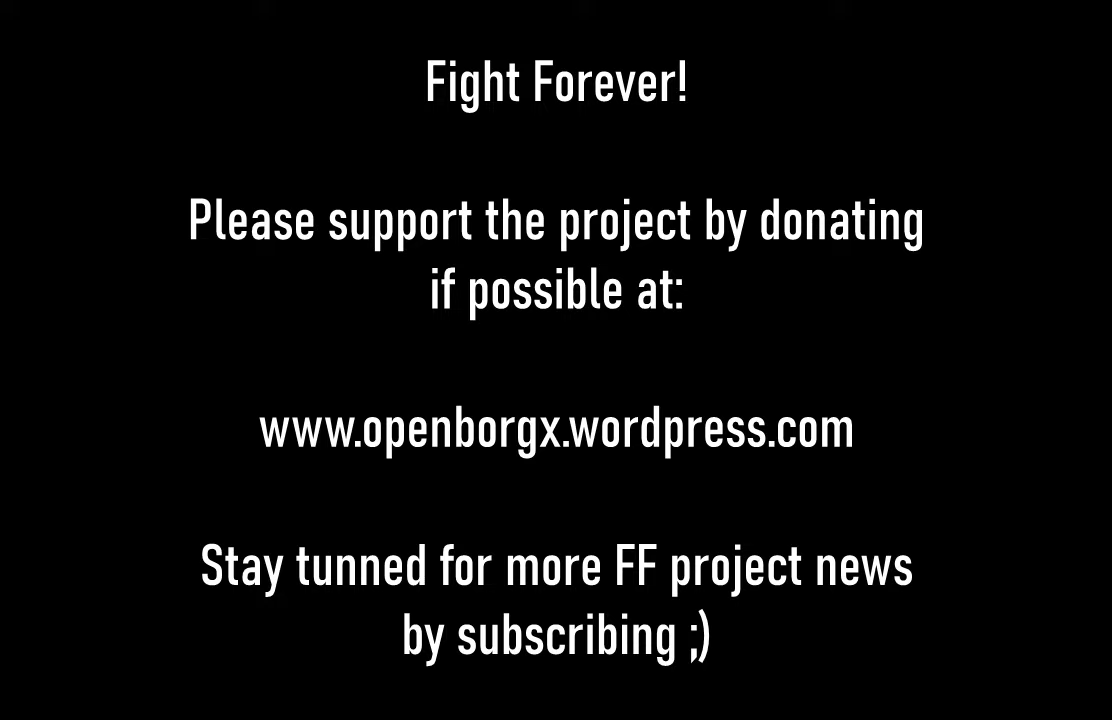 Fight Forever!
Please support the project by donating
if possible at:
www.openborgx.wordpress.com
Stay tunned for more FF project news
by subscribing ;)